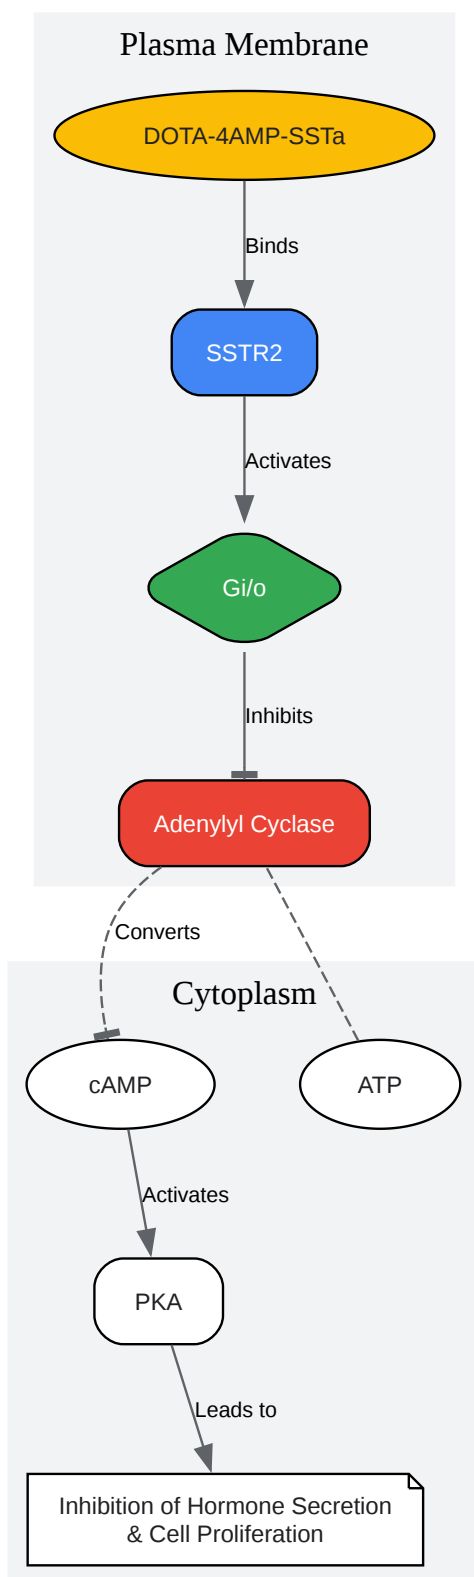 Plasma Membrane
DOTA-4AMP-SSTa
Binds
SSTR2
Activates
Gi/o
Inhibits
Adenylyl Cyclase
Converts
Cytoplasm
cAMP
ATP
Activates
PKA
Leads to
Inhibition of Hormone Secretion
& Cell Proliferation